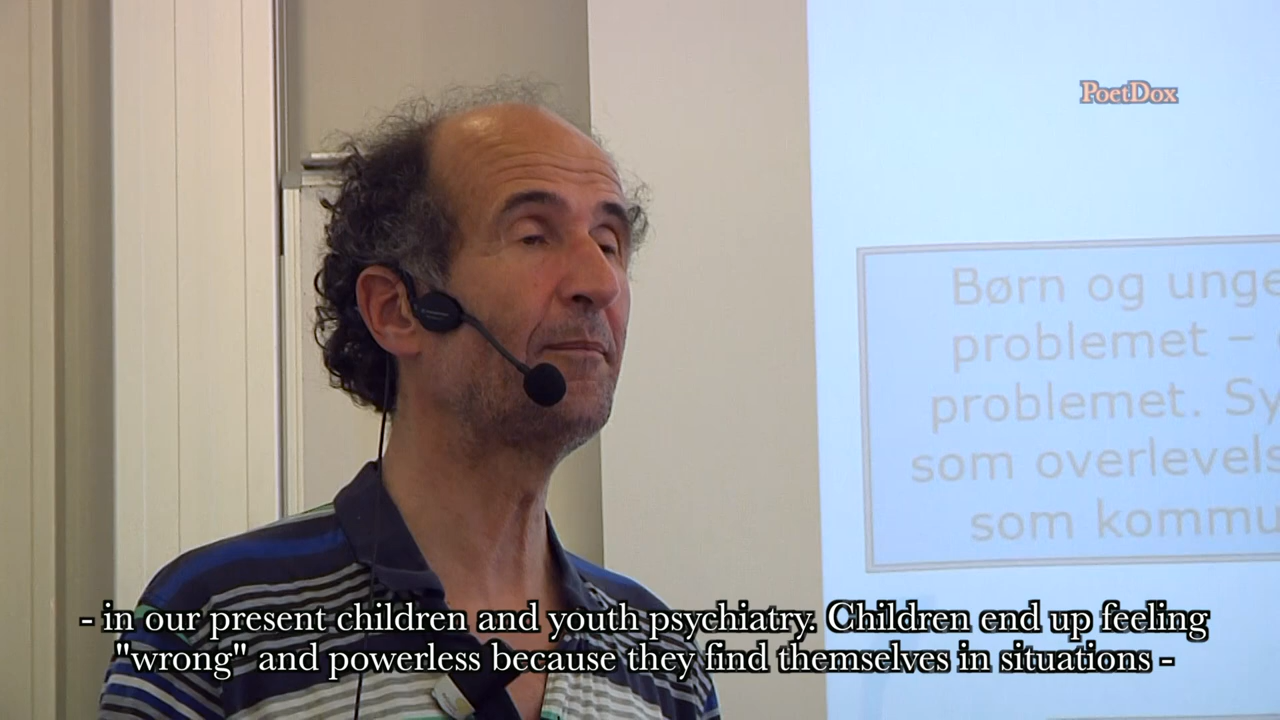 PoetDox
Børn og unge
problemet –
problemet. Sy
som overlevels
som kommu
- in our present children and youth psychiatry. Children end up feeling
"wrong" and powerless because they find themselves in situations -